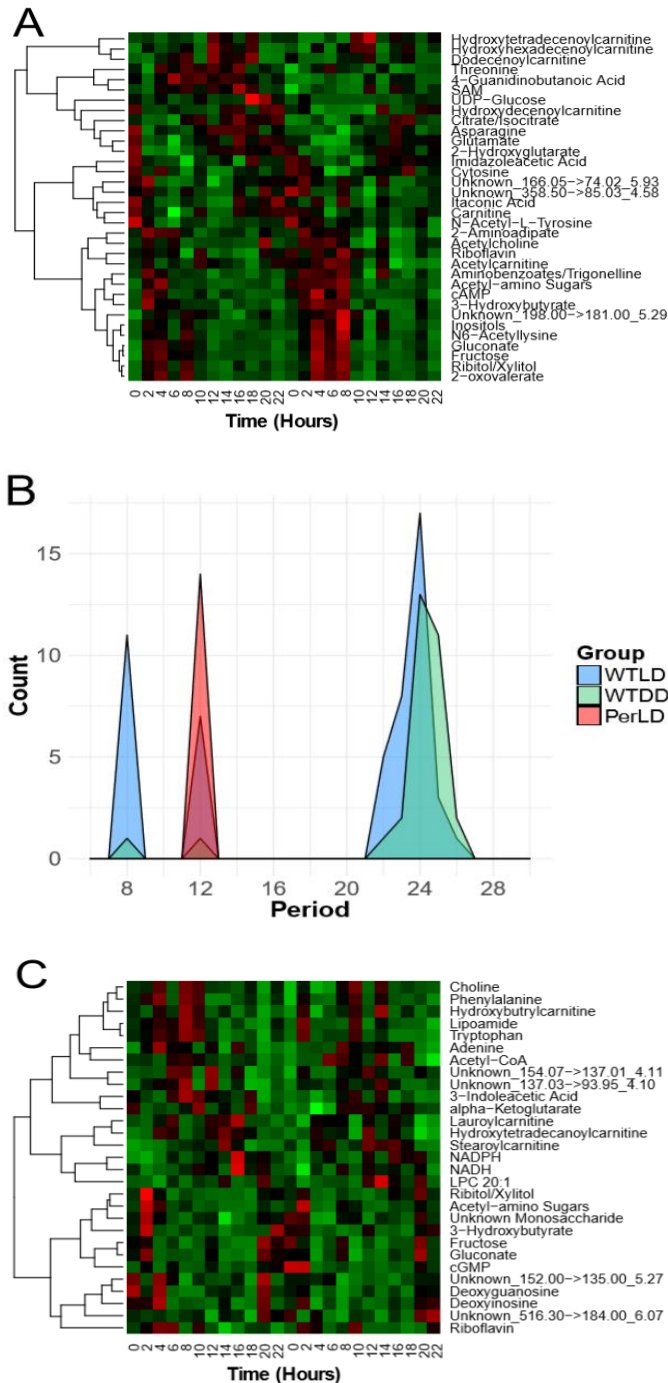 A
Hydroxytetradecenoylcarnitine
Hydroxyhexadecenoylcarnitine
Dodecenoylcarnitine
Threonine
4-Guanidinobutanoic Acid
SAM
UDP-Glucose
Hydroxydecenoylcarnitine
Citrate/Isocitrate
Asparagine
Glutamate
2-Hydroxyglutarate
Imidazoleacetic Acid
Cytosine
Unknown_166.05->74.02_5.93
Unknown_358.50->85.03_4.58
Itaconic Acid
Carnitine
N-Acetyl-L-Tyrosine
2-Aminoadipate
Acetylcholine
Riboflavin
Acetylcarnitine
Aminobenzoates/Trigonelline
Acetyl-amino Sugars
cAMP
3-Hydroxybutyrate
Unknown_198.00->181.00_5.29
Inositols
N6-Acetyllysine
Gluconate
Fructose
Ribitol/Xylitol
2-oxovalerate
0 2 4 6 8 10 12 14 16 18 20 22 0 2 4 6 8 10 12 14 16 18 20 22
Time (Hours)
B
15
10
5
0
Count
8 12 16 20 24 28
Period
Group
WTLD
WTDD
PerLD
C
Choline
Phenylalanine
Hydroxybutrylcarnitine
Lipoamide
Tryptophan
Adenine
Acetyl-CoA
Unknown_154.07->137.01_4.11
Unknown_137.03->93.95_4.10
3-Indoleacetic Acid
alpha-Ketoglutarate
Lauroylcarnitine
Hydroxytetradecanoylcarnitine
Stearoylcarnitine
NADPH
NADH
LPC 20:1
Ribitol/Xylitol
Acetyl-amino Sugars
Unknown Monosaccharide
3-Hydroxybutyrate
Fructose
Gluconate
cGMP
Unknown_152.00->135.00_5.27
Deoxyguanosine
Deoxyinosine
Unknown_516.30->184.00_6.07
Riboflavin
0 2 4 6 8 10 12 14 16 18 20 22 0 2 4 6 8 10 12 14 16 18 20 22
Time (Hours)